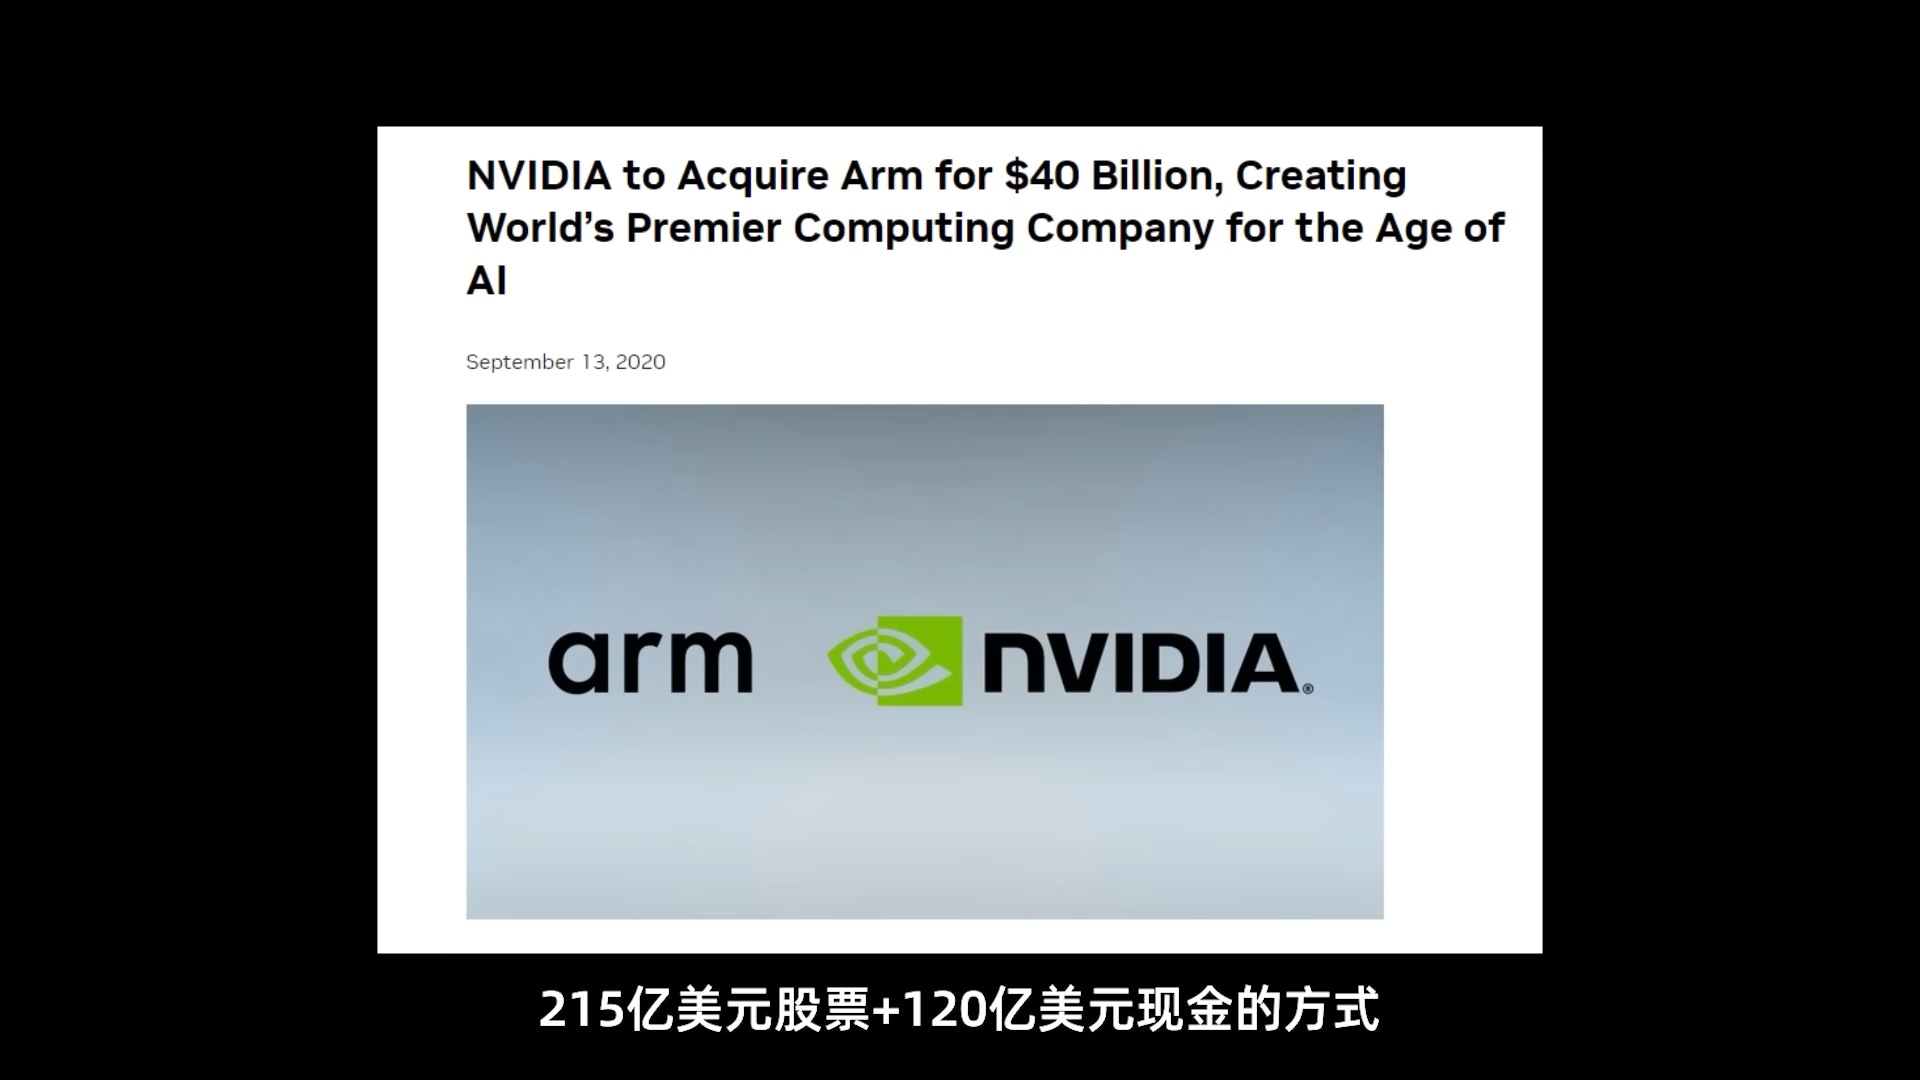 NVIDIA to Acquire Arm for $40 Billion, Creating
World’s Premier Computing Company for the Age of
AI
September 13, 2020
arm NVIDIA®
215亿美元股票+120亿美元现金的方式